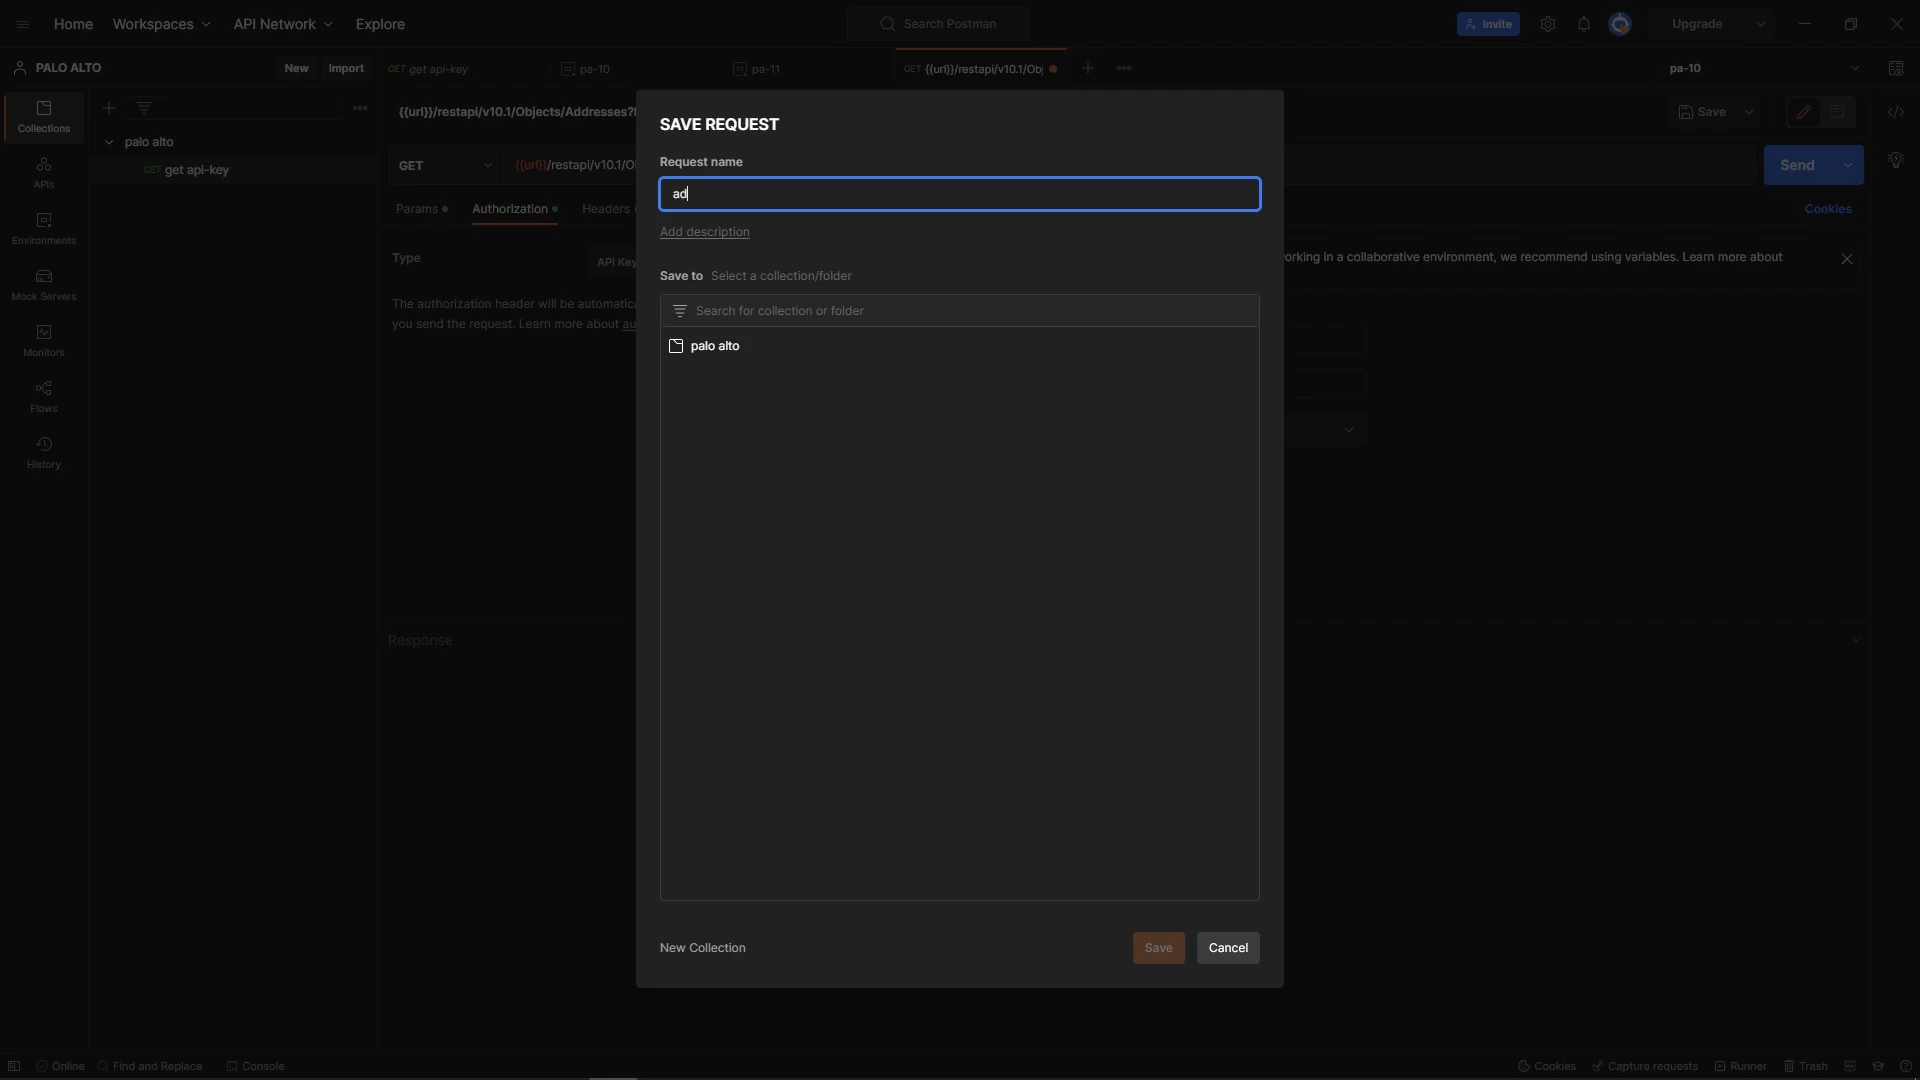 Home Workspaces API Network Explore Search Postman Invite Upgrade
PALO ALTO New Import GET get api-key pa-10 pa-11 GET {{url}}/restapi/v10.1/Obj pa-10
Collections
palo alto
GET get api-key
APIs
Environments
Mock Servers
Monitors
Flows
History
{{url}}/restapi/v10.1/Objects/Addresses?l
Save
GET {{url}}/restapi/v10.1/O
Send
Params Authorization Headers
Cookies
Type API Key
orking in a collaborative environment, we recommend using variables. Learn more about
The authorization header will be automatica
you send the request. Learn more about au
Response
SAVE REQUEST
Request name
ad
Add description
Save to Select a collection/folder
Search for collection or folder
palo alto
New Collection Save Cancel
Online Find and Replace Console Cookies Capture requests Runner Trash